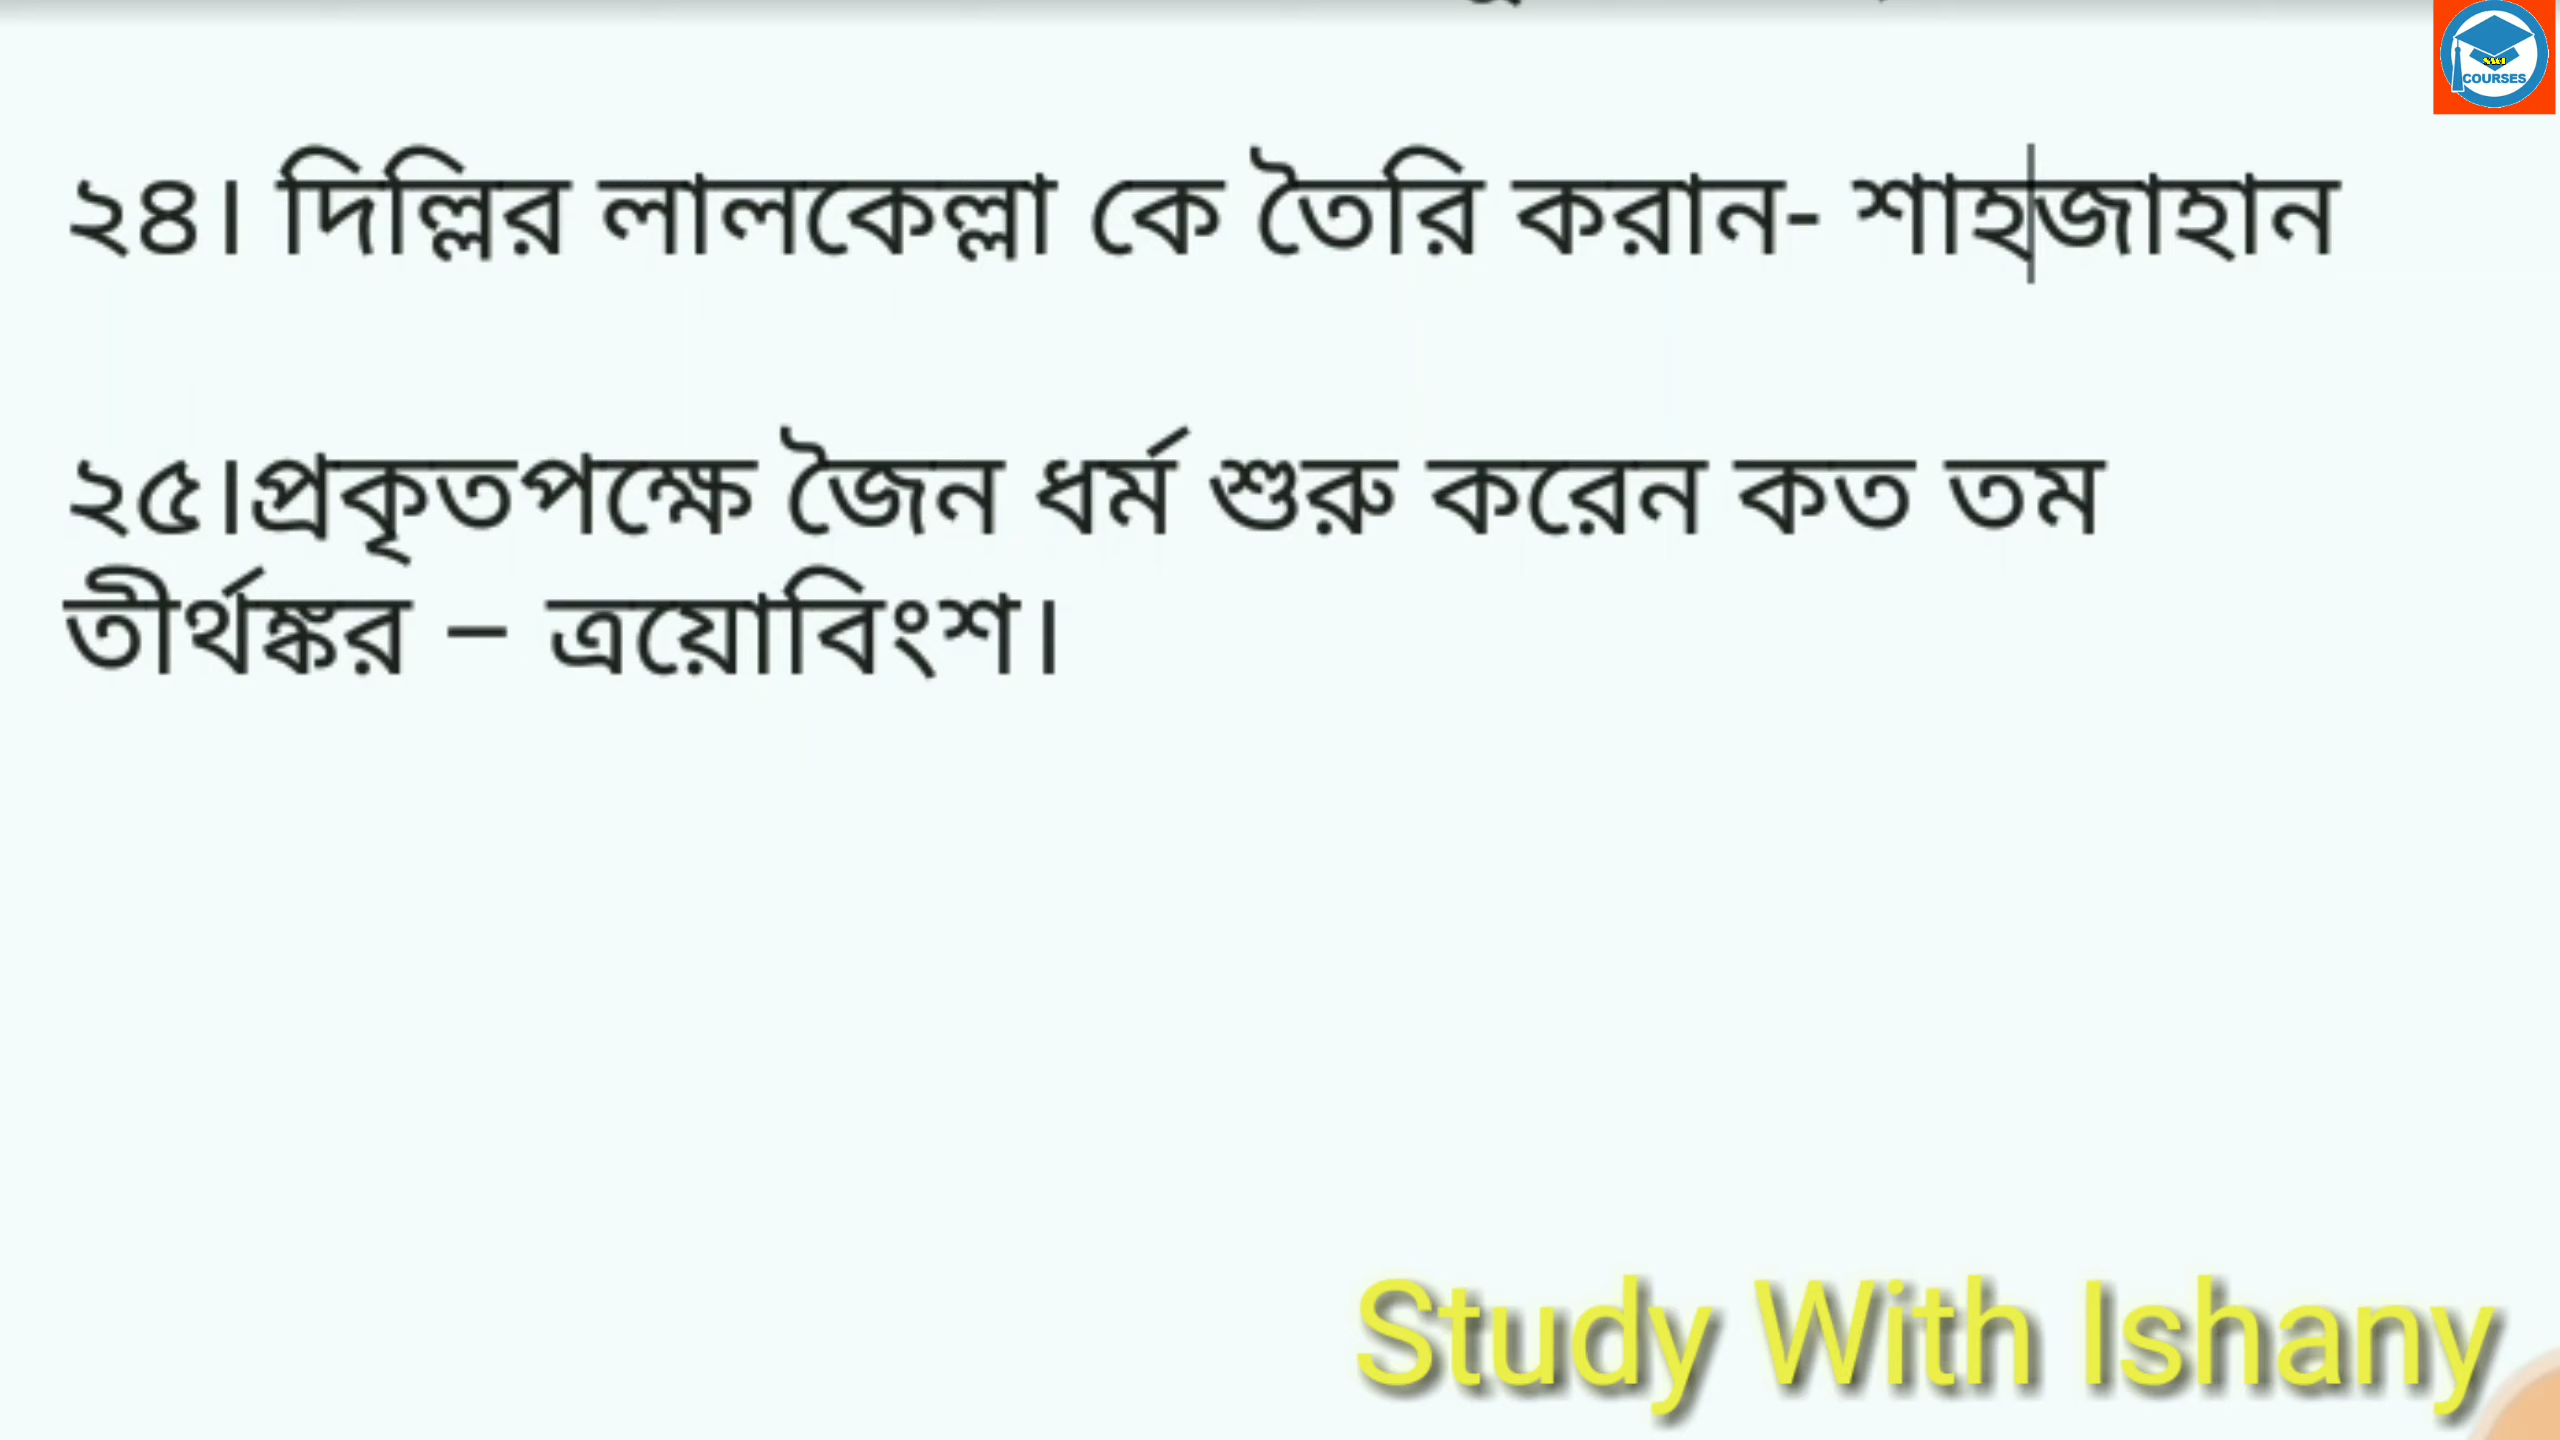 COURSES
২৪। দিল্লির লালকেল্লা কে তৈরি করান- শাহজাহান
২৫।প্রকৃতপক্ষে জৈন ধর্ম শুরু করেন কত তম
তীর্থঙ্কর – ত্রয়োবিংশ।
Study With Ishany